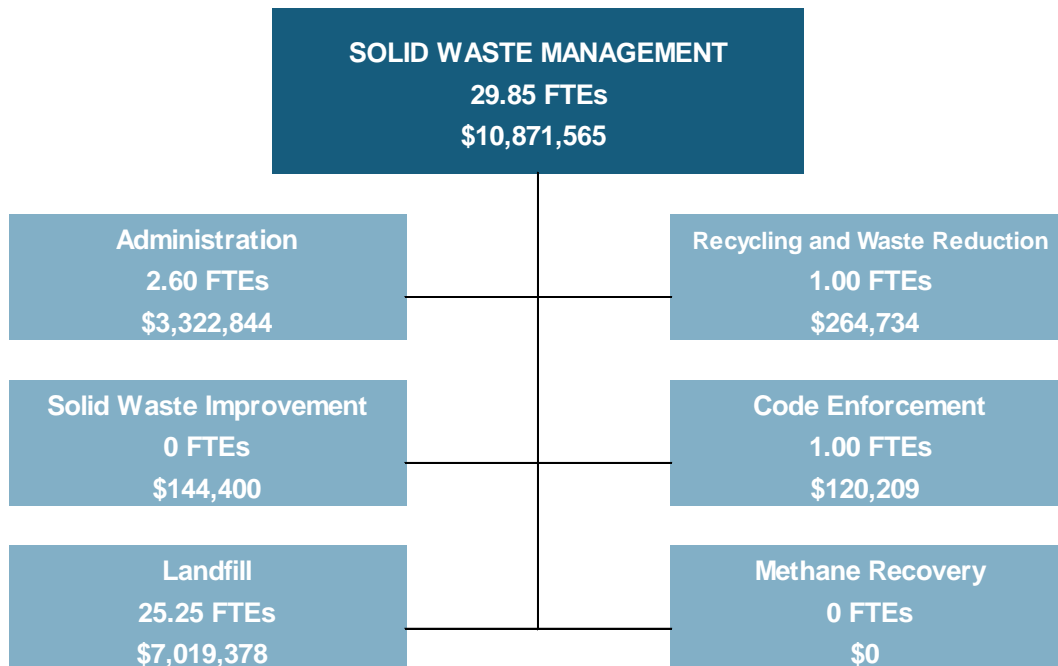 SOLID WASTE MANAGEMENT
29.85 FTEs
$10,871,565
Administration
2.60 FTEs
$3,322,844
Recycling and Waste Reduction
1.00 FTEs
$264,734
Solid Waste Improvement
0 FTEs
$144,400
Code Enforcement
1.00 FTEs
$120,209
Landfill
25.25 FTEs
$7,019,378
Methane Recovery
0 FTEs
$0